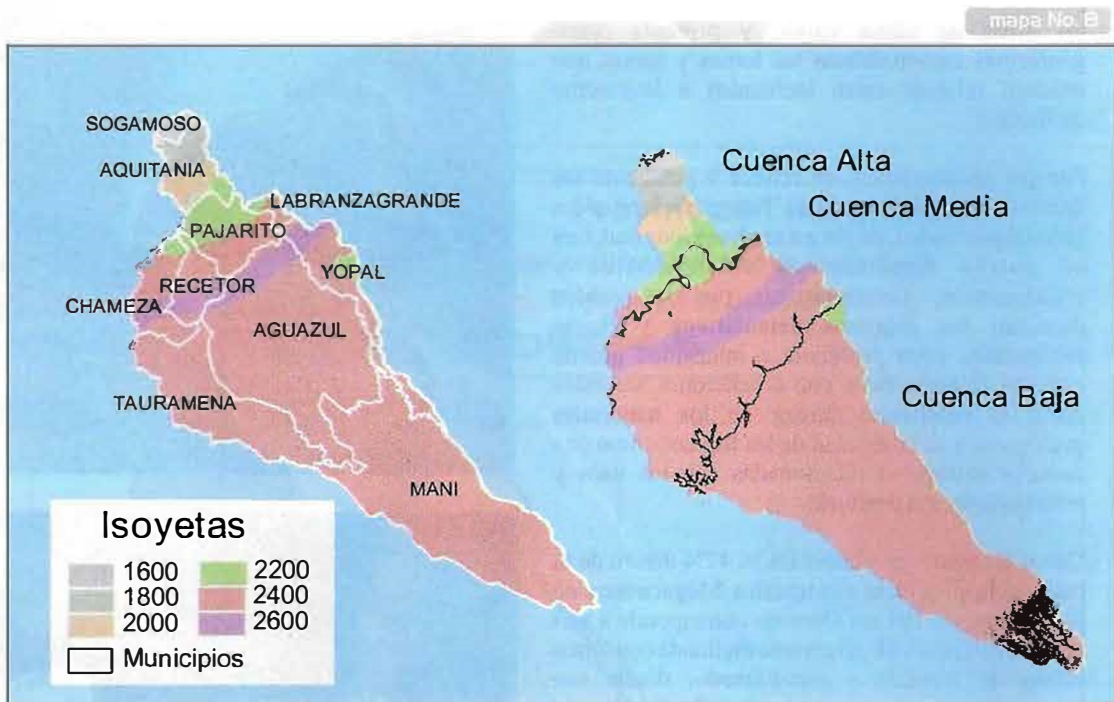 mapa No. B
SOGAMOSO
AQUITANIA
LABRANZAGRANDE
PAJARITO
YOPAL
RECETOR
CHAMEZA
AGUAZUL
TAURAMENA
MANI
Cuenca Alta
Cuenca Media
Cuenca Baja
Isoyetas
1600 2200
1800 2400
2000 2600
Municipios